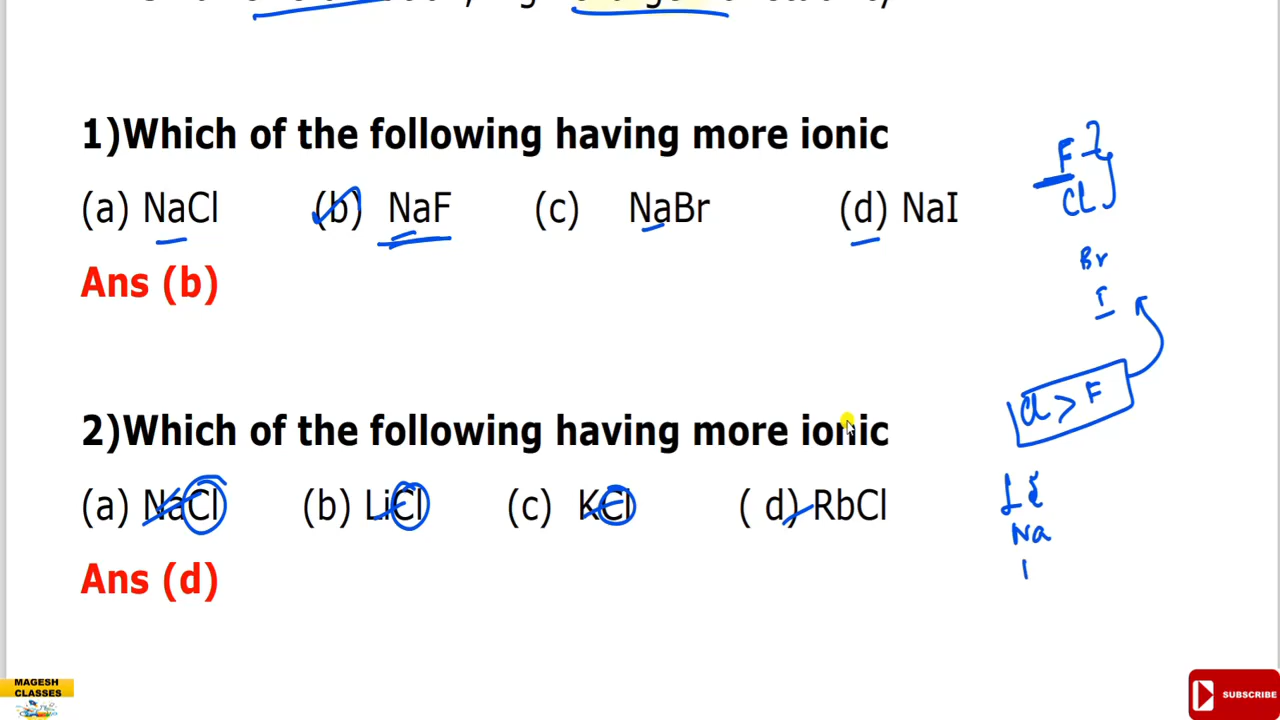 1)Which of the following having more ionic
(a) NaCl (b) NaF (c) NaBr (d) NaI
Ans (b)
F
Cl
Br
I
Cl > F
2)Which of the following having more ionic
(a) NaCl (b) LiCl (c) KCl ( d) RbCl
Ans (d)
Li
Na
MAGESH
CLASSES
SUBSCRIBE